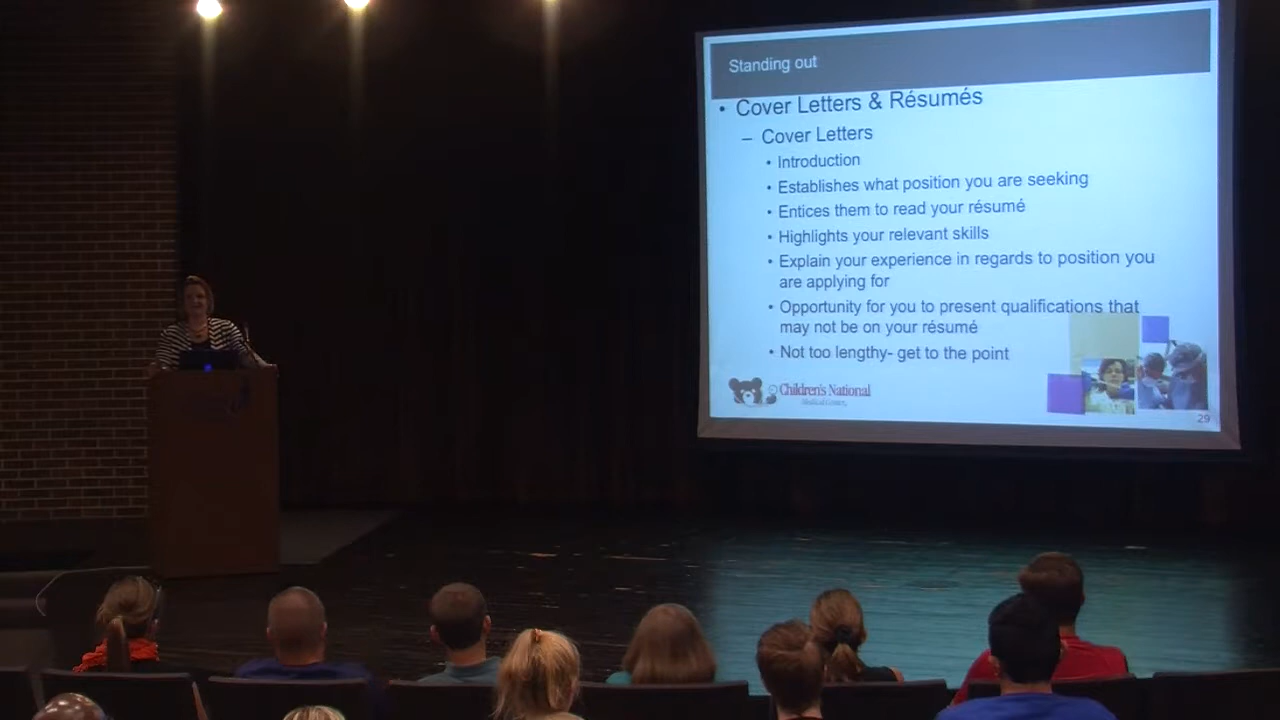 Standing out
• Cover Letters & Résumés
– Cover Letters
• Introduction
• Establishes what position you are seeking
• Entices them to read your résumé
• Highlights your relevant skills
• Explain your experience in regards to position you
are applying for
• Opportunity for you to present qualifications that
may not be on your résumé
• Not too lengthy- get to the point
Children's National
Medical Center
29